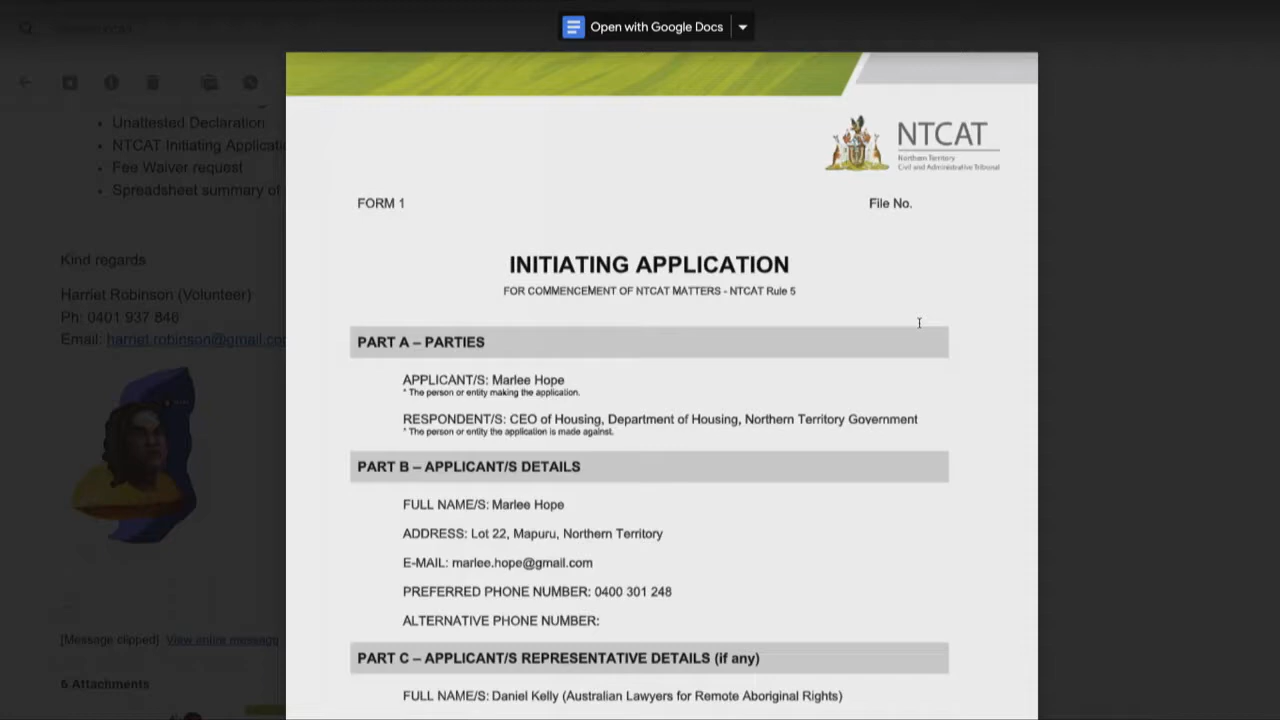 Open with Google Docs
Unattested Declaration
NTCAT Initiating Applicati
Fee Waiver request
Spreadsheet summary of
Kind regards
Harriet Robinson (Volunteer)
Ph: 0401 937 846
Email: harriet.robinson@gmail.co
[Message clipped] View entire message
6 Attachments
NTCAT
Northern Territory
Civil and Administrative Tribunal
FORM 1
File No.
INITIATING APPLICATION
FOR COMMENCEMENT OF NTCAT MATTERS - NTCAT Rule 5
PART A – PARTIES
APPLICANT/S: Marlee Hope
* The person or entity making the application.
RESPONDENT/S: CEO of Housing, Department of Housing, Northern Territory Government
* The person or entity the application is made against.
PART B – APPLICANT/S DETAILS
FULL NAME/S: Marlee Hope
ADDRESS: Lot 22, Mapuru, Northern Territory
E-MAIL: marlee.hope@gmail.com
PREFERRED PHONE NUMBER: 0400 301 248
ALTERNATIVE PHONE NUMBER:
PART C – APPLICANT/S REPRESENTATIVE DETAILS (if any)
FULL NAME/S: Daniel Kelly (Australian Lawyers for Remote Aboriginal Rights)